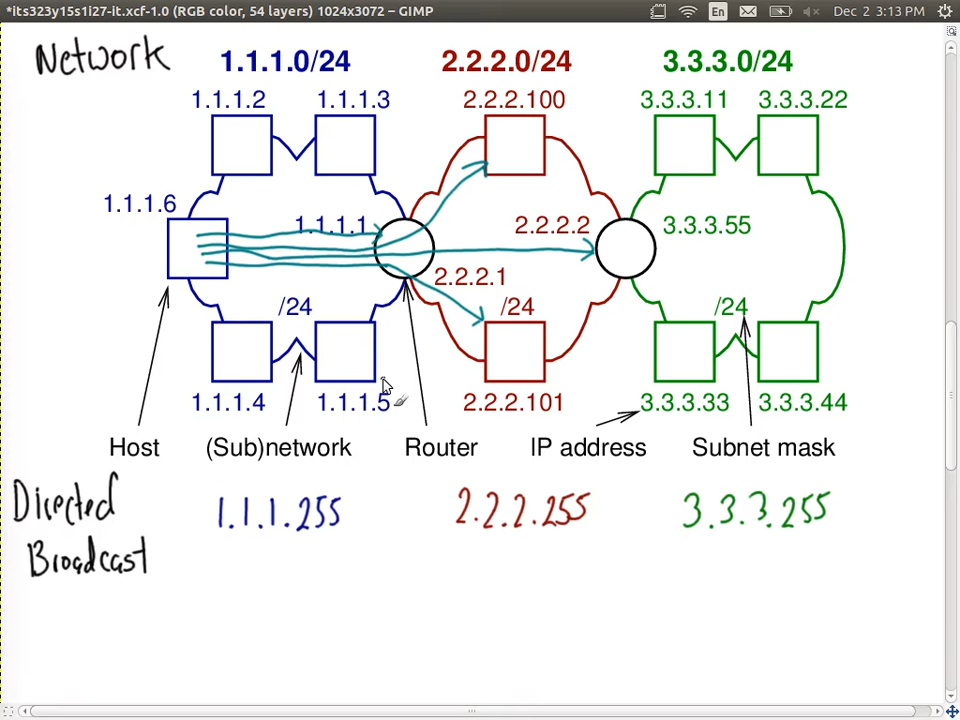 *its323y15s1i27-it.xcf-1.0 (RGB color, 54 layers) 1024x3072 – GIMP En Dec 2 3:13 PM
Network 1.1.1.0/24 2.2.2.0/24 3.3.3.0/24
1.1.1.2 1.1.1.3 2.2.2.100 3.3.3.11 3.3.3.22
1.1.1.6
1.1.1.1 2.2.2.2 3.3.3.55
2.2.2.1
/24 /24 /24
1.1.1.4 1.1.1.5 2.2.2.101 3.3.3.33 3.3.3.44
Host (Sub)network Router IP address Subnet mask
Directed 1.1.1.255 2.2.2.255 3.3.3.255
Broadcast